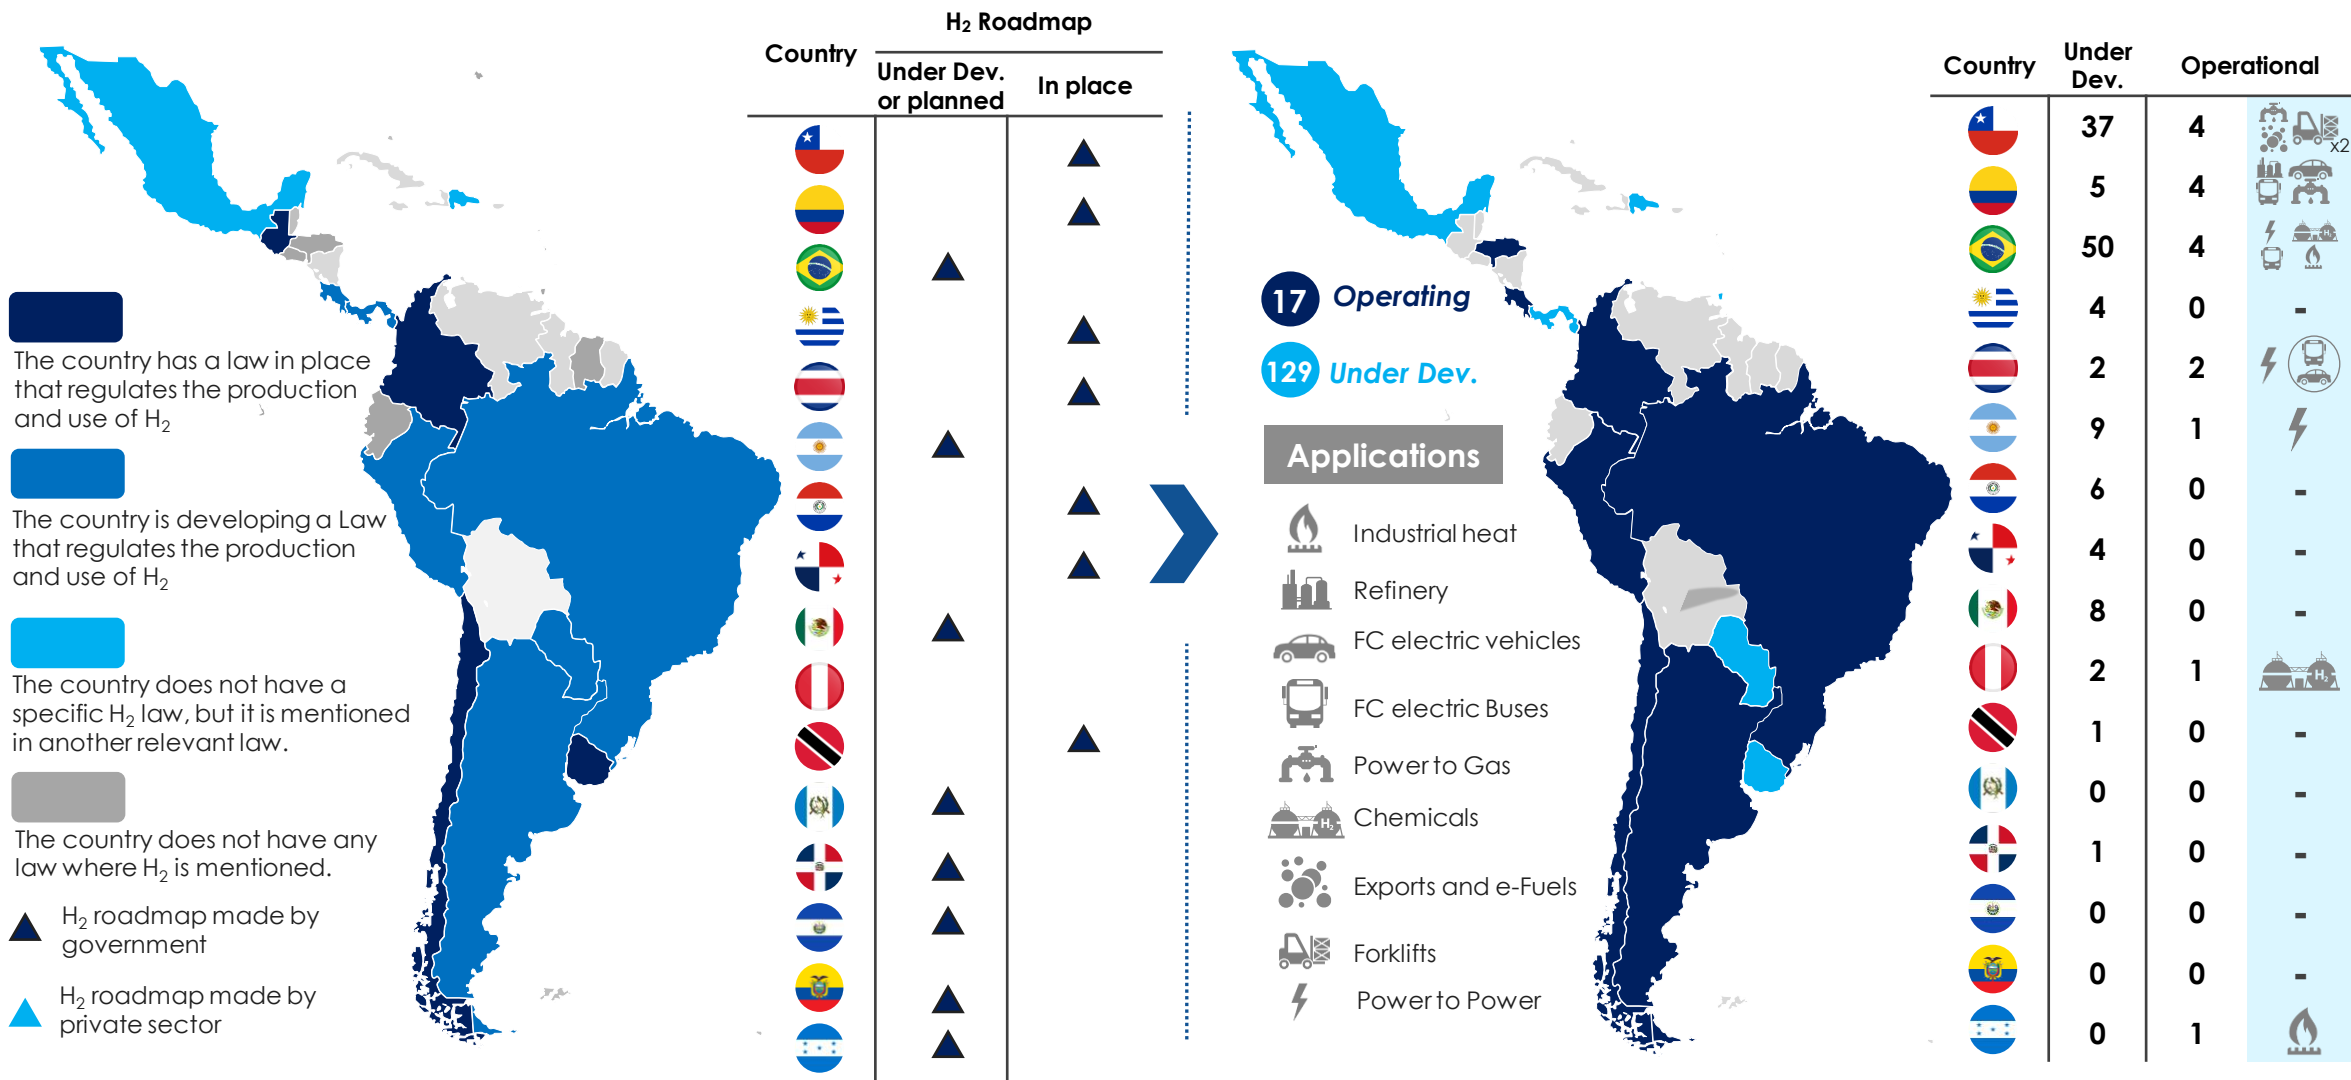 H₂ Roadmap
Country
Under Dev.
or planned
In place
The country has a law in place
that regulates the production
and use of H₂
The country is developing a Law
that regulates the production
and use of H₂
The country does not have a
specific H₂ law, but it is mentioned
in another relevant law.
The country does not have any
law where H₂ is mentioned.
H₂ roadmap made by
government
H₂ roadmap made by
private sector
17 Operating
129 Under Dev.
Applications
Industrial heat
Refinery
FC electric vehicles
FC electric Buses
Power to Gas
H₂
Chemicals
Exports and e-Fuels
Forklifts
Power to Power
Country
Under
Dev.
Operational
37 4 x2
5 4
50 4 H₂
4 0 -
2 2
9 1
6 0 -
4 0 -
8 0 -
2 1 H₂
1 0 -
0 0 -
1 0 -
0 0 -
0 0 -
0 1